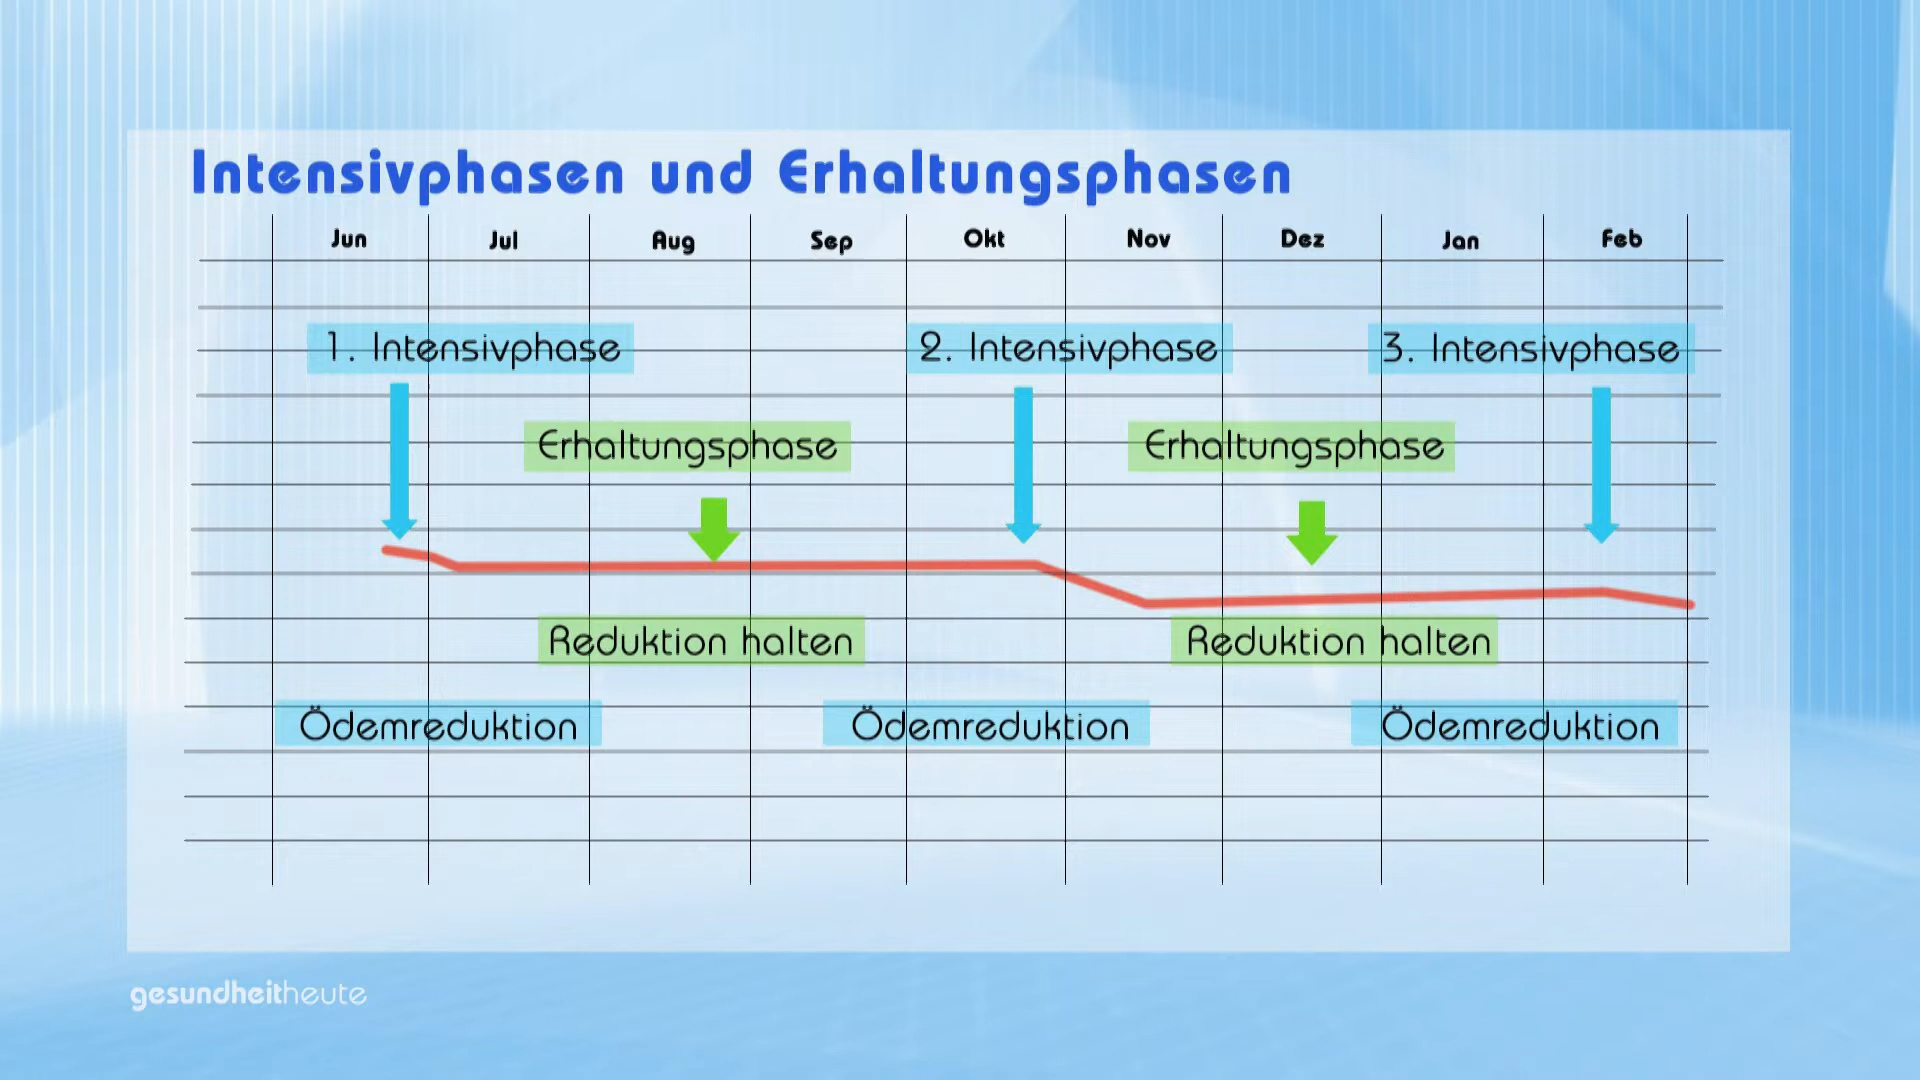 Intensivphasen und Erhaltungsphasen
Jun Jul Aug Sep Okt Nov Dez Jan Feb
1. Intensivphase 2. Intensivphase 3. Intensivphase
Erhaltungsphase Erhaltungsphase
Reduktion halten Reduktion halten
Ödemreduktion Ödemreduktion Ödemreduktion
gesundheitheute